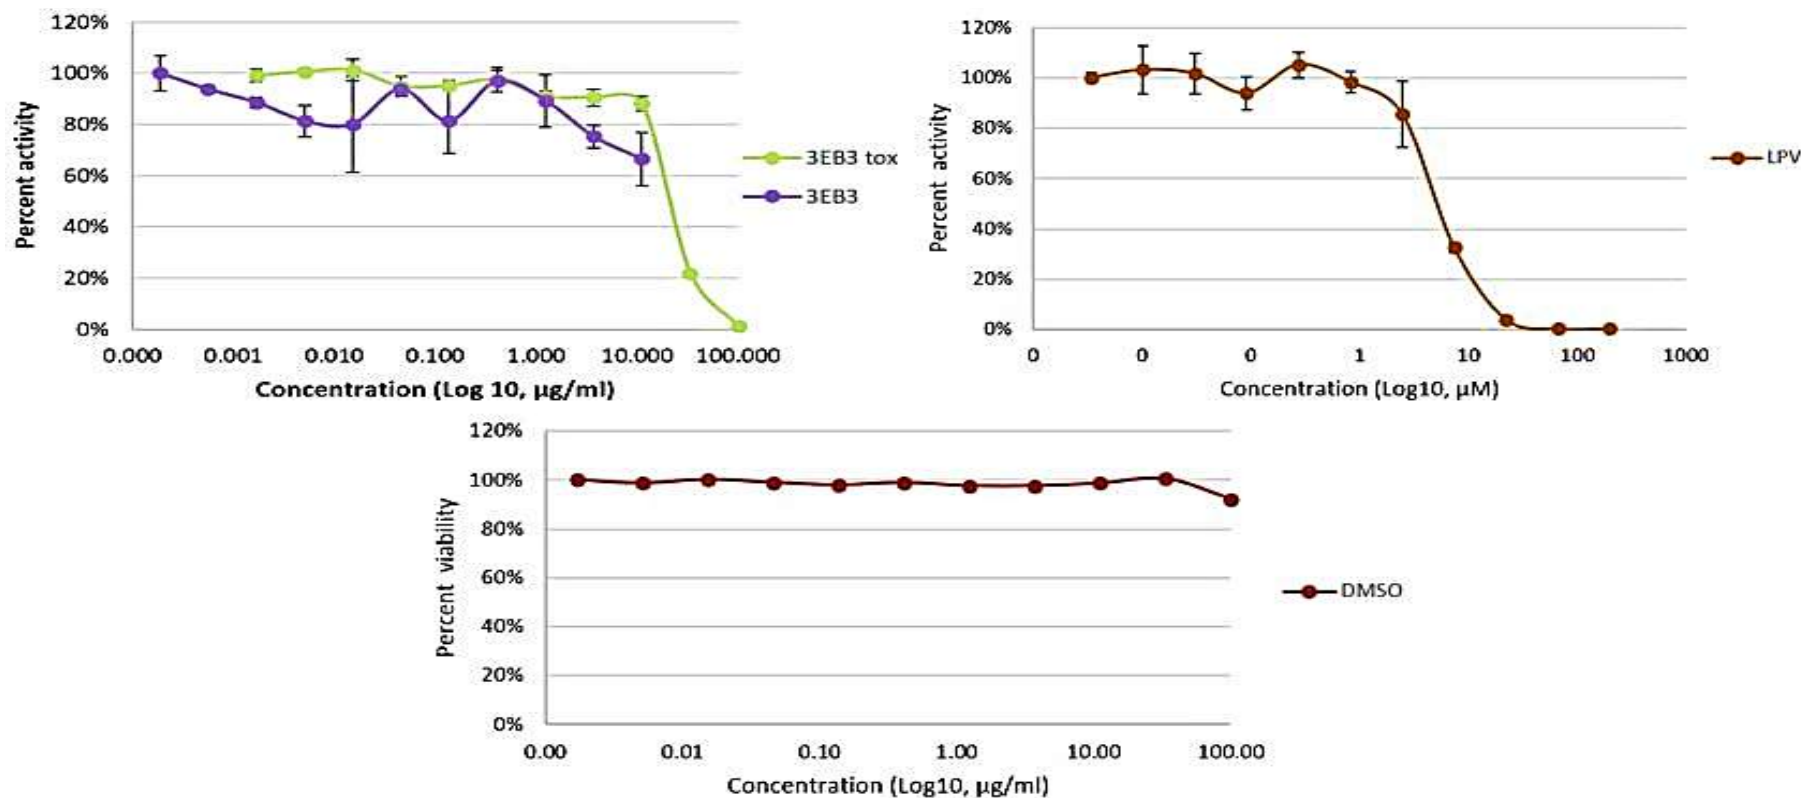 120%
100%
80%
60%
40%
20%
0%
Percent activity
0.000 0.001 0.010 0.100 1.000 10.000 100.000
Concentration (Log 10, µg/ml)
3EB3 tox
3EB3
120%
100%
80%
60%
40%
20%
0%
Percent activity
0 0 0 1 10 100 1000
Concentration (Log10, µM)
LPV
120%
100%
80%
60%
40%
20%
0%
Percent viability
0.00 0.01 0.10 1.00 10.00 100.00
Concentration (Log10, µg/ml)
DMSO